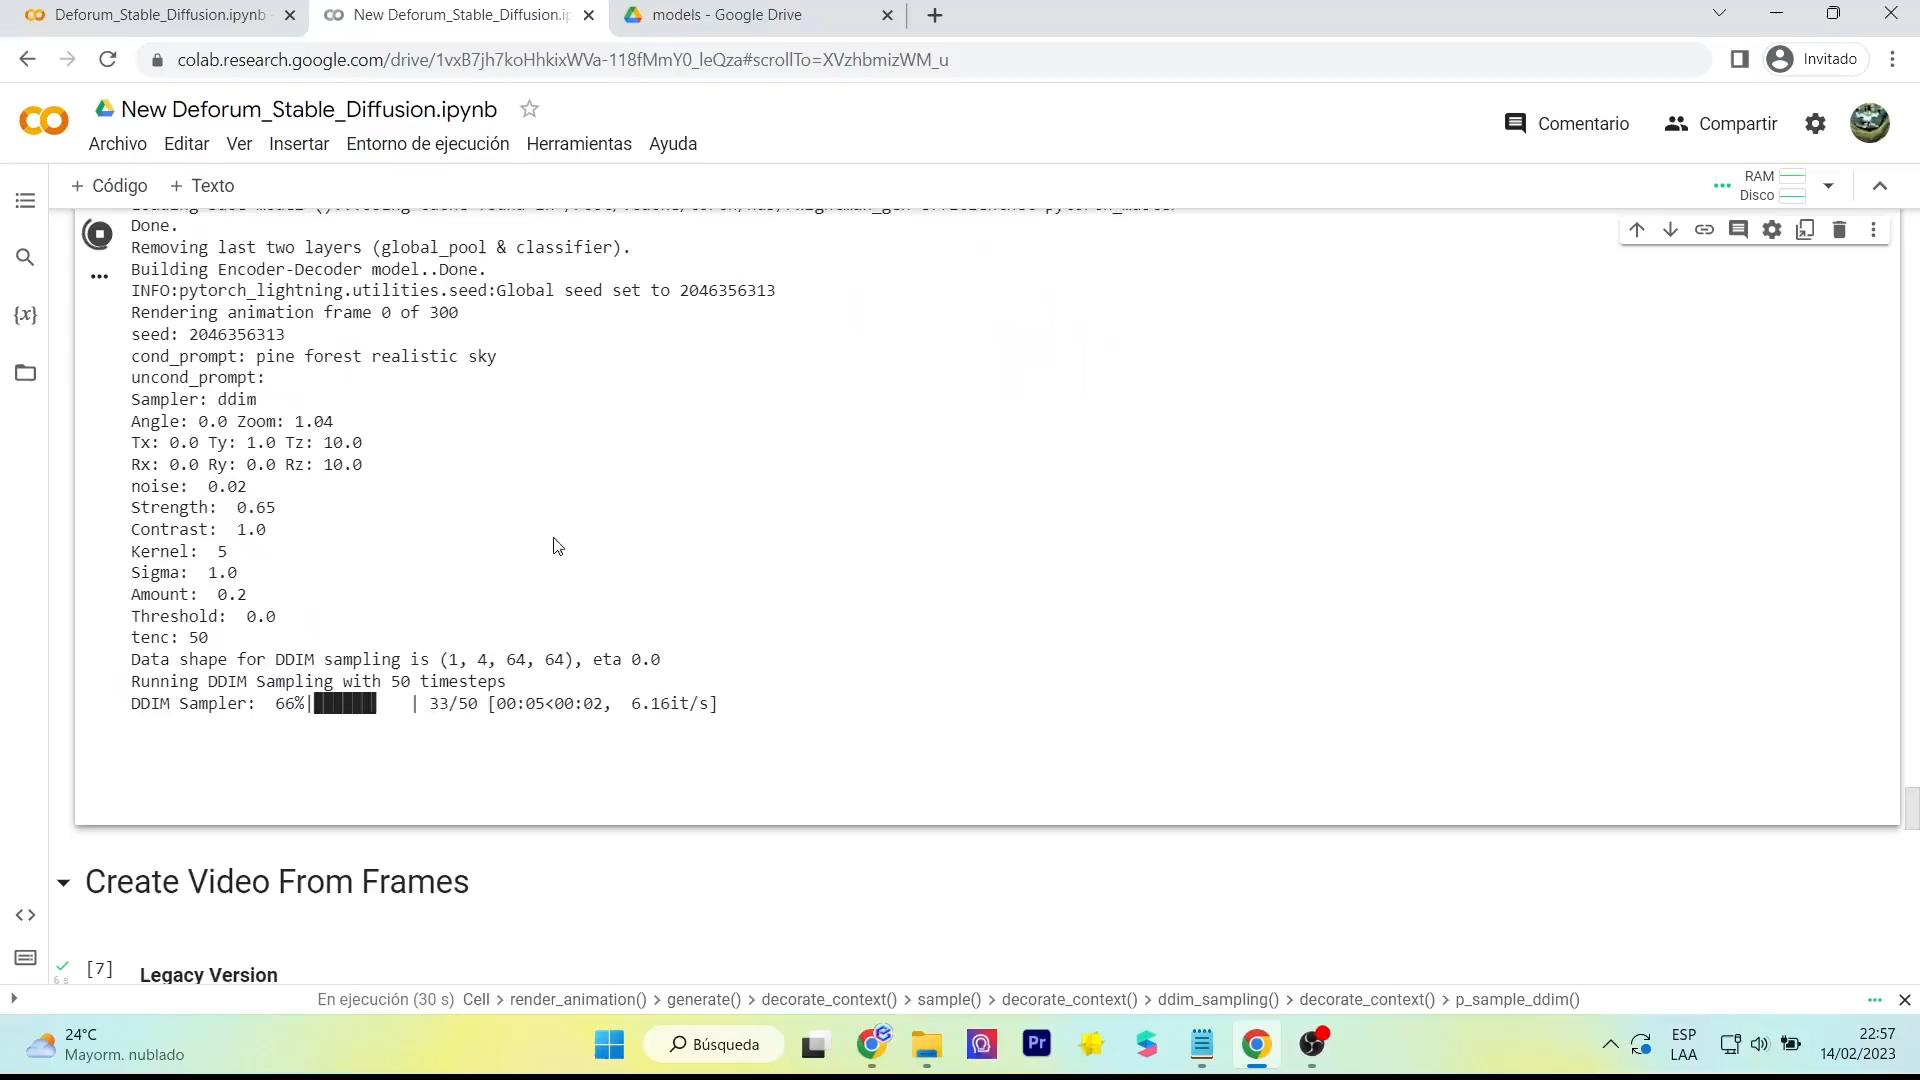 Deforum_Stable_Diffusion.ipynb
New Deforum_Stable_Diffusion.ip
models - Google Drive
colab.research.google.com/drive/1vxB7jh7koHhkixWVa-118fMmY0_leQza#scrollTo=XVzhbmizWM_u
Invitado
New Deforum_Stable_Diffusion.ipynb
Comentario
Compartir
Archivo Editar Ver Insertar Entorno de ejecución Herramientas Ayuda
+ Código + Texto
RAM
Disco
Done.
Removing last two layers (global_pool & classifier).
Building Encoder-Decoder model..Done.
INFO:pytorch_lightning.utilities.seed:Global seed set to 2046356313
Rendering animation frame 0 of 300
seed: 2046356313
cond_prompt: pine forest realistic sky
uncond_prompt:
Sampler: ddim
Angle: 0.0 Zoom: 1.04
Tx: 0.0 Ty: 1.0 Tz: 10.0
Rx: 0.0 Ry: 0.0 Rz: 10.0
noise:  0.02
Strength:  0.65
Contrast:  1.0
Kernel:  5
Sigma:  1.0
Amount:  0.2
Threshold:  0.0
tenc: 50
Data shape for DDIM sampling is (1, 4, 64, 64), eta 0.0
Running DDIM Sampling with 50 timesteps
DDIM Sampler:  66%|██████▌   | 33/50 [00:05<00:02,  6.16it/s]
Create Video From Frames
[7] Legacy Version
6 s
En ejecución (30 s) Cell > render_animation() > generate() > decorate_context() > sample() > decorate_context() > ddim_sampling() > decorate_context() > p_sample_ddim()
24°C
Mayorm. nublado
Búsqueda
Pr
ESP
LAA
22:57
14/02/2023